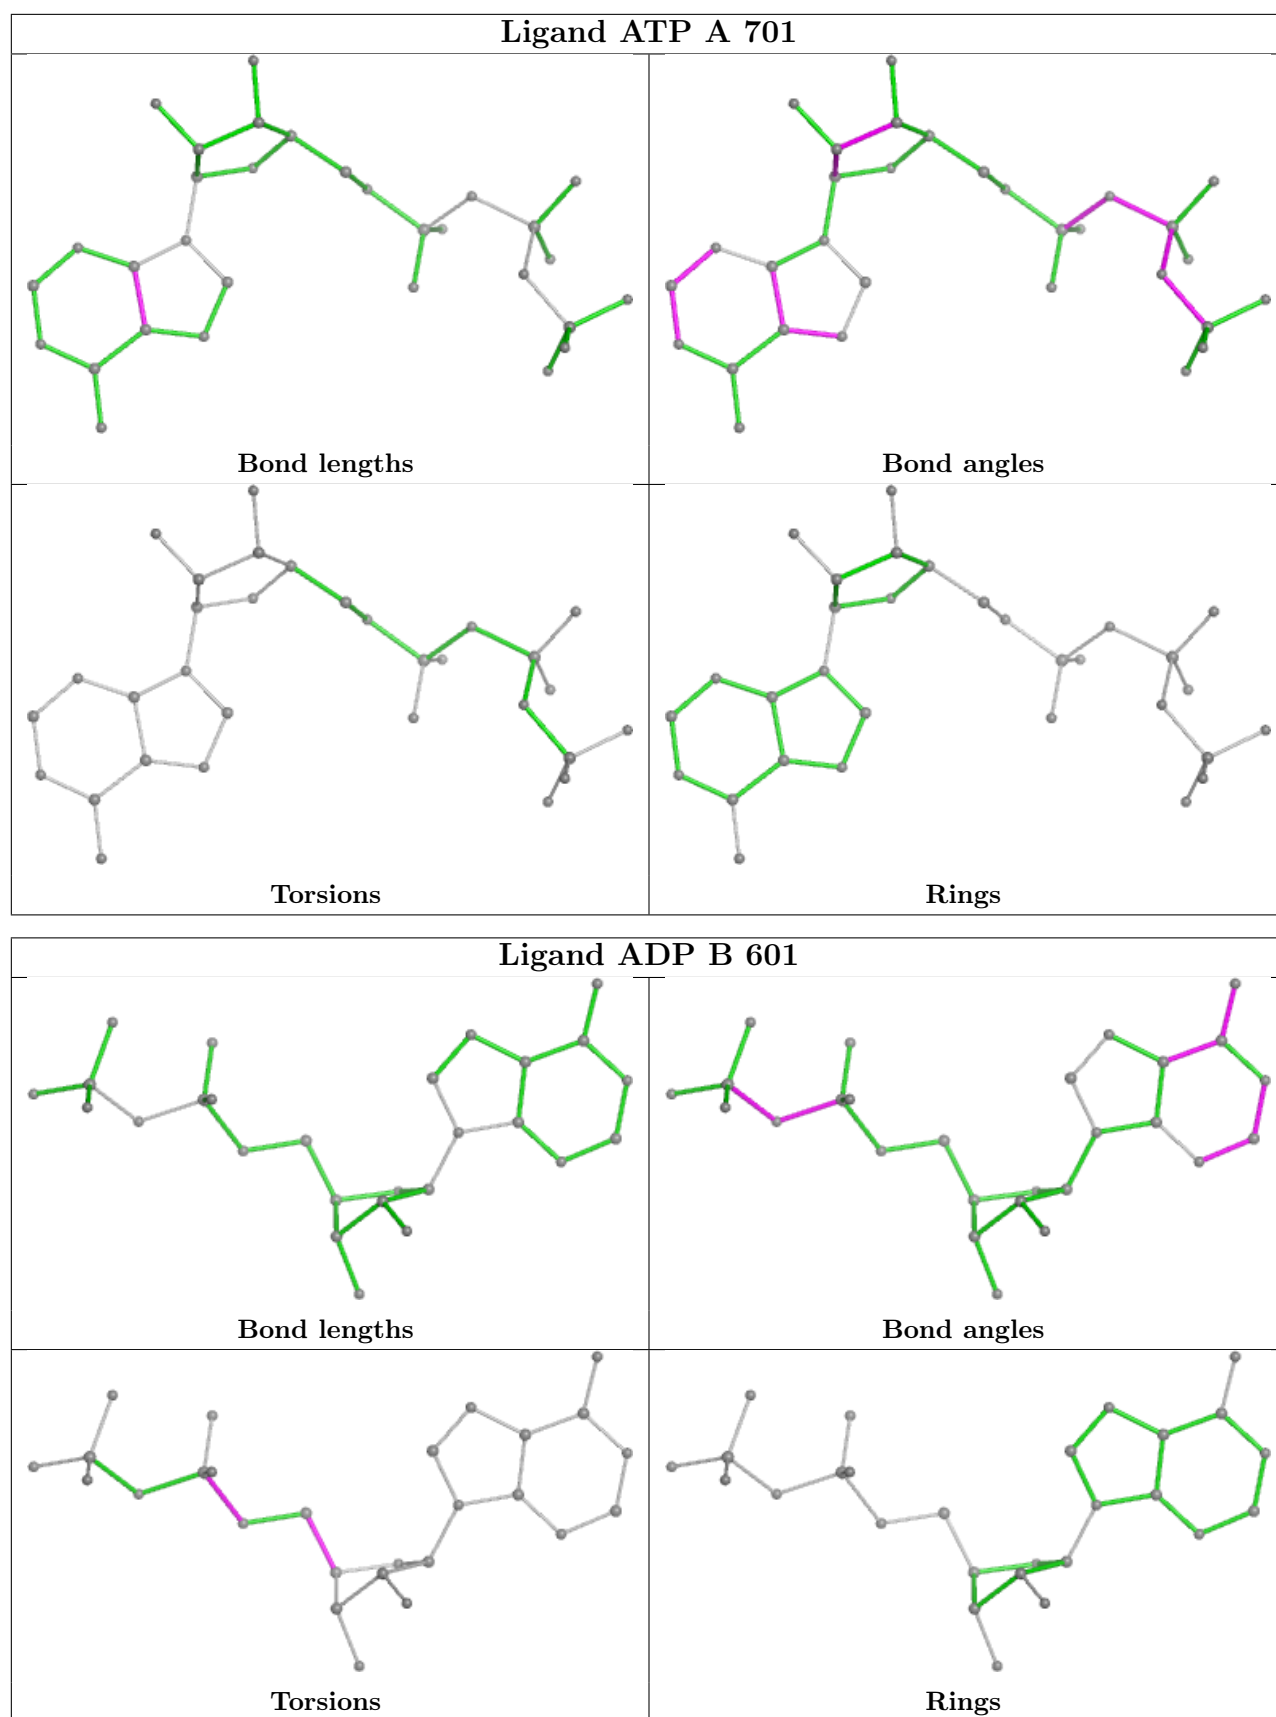 Ligand ATP A 701
Bond lengths
Bond angles
Torsions
Rings
Ligand ADP B 601
Bond lengths
Bond angles
Torsions
Rings